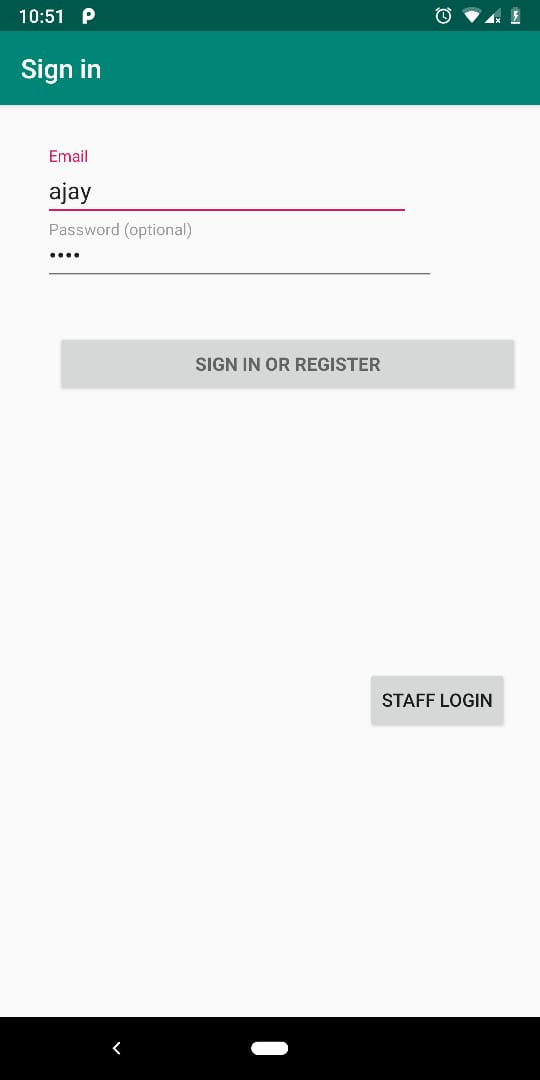 10:51
Sign in
Email
ajay
Password (optional)
••••
SIGN IN OR REGISTER
STAFF LOGIN